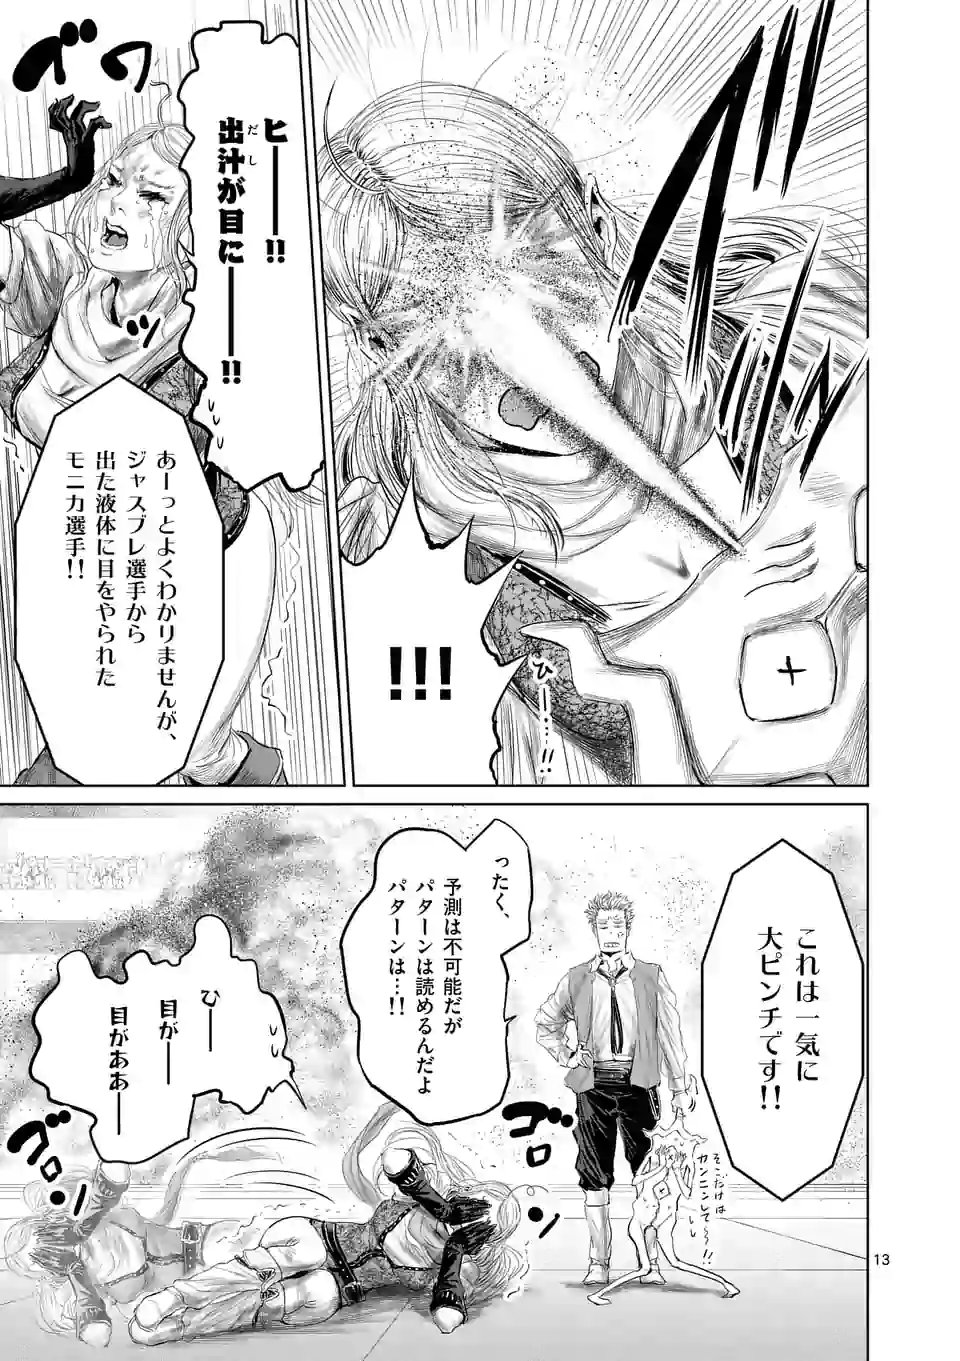 !!!
ひー…‥!!
ヒ――!!
出汁が目に―――!!
だし
ズワ
ズッ
あーっとよくわかりませんが、
ジャスブレ選手から
出た液体に目をやられた
モニカ選手!!
これは一気に
大ピンチです!!
ったく、
予測は不可能だが
パターンは読めるんだよ
パターンは…!!
そこだけは
カンニンして〜〜!!
ひ――
目が――
目がああ――
ゴロン
ゴロン
13